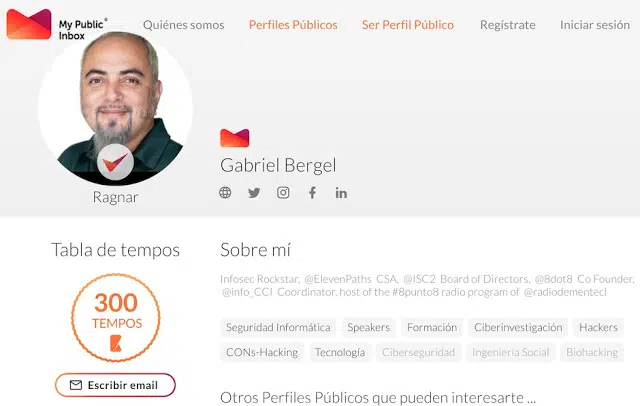 My Public®
Inbox
Quiénes somos
Perfiles Públicos
Ser Perfil Público
Regístrate
Iniciar sesión
Gabriel Bergel
Ragnar
Tabla de tempos
300
TEMPOS
Escribir email
Sobre mí
Infosec Rockstar, @ElevenPaths CSA, @ISC2 Board of Directors, @8dot8 Co Founder,
@info_CCI Coordinator, host of the #8punto8 radio program of @radiodementecl
Seguridad Informática Speakers Formación Ciberinvestigación Hackers
CONs-Hacking Tecnología Ciberseguridad Ingeniería Social Biohacking
Otros Perfiles Públicos que pueden interesarte ...